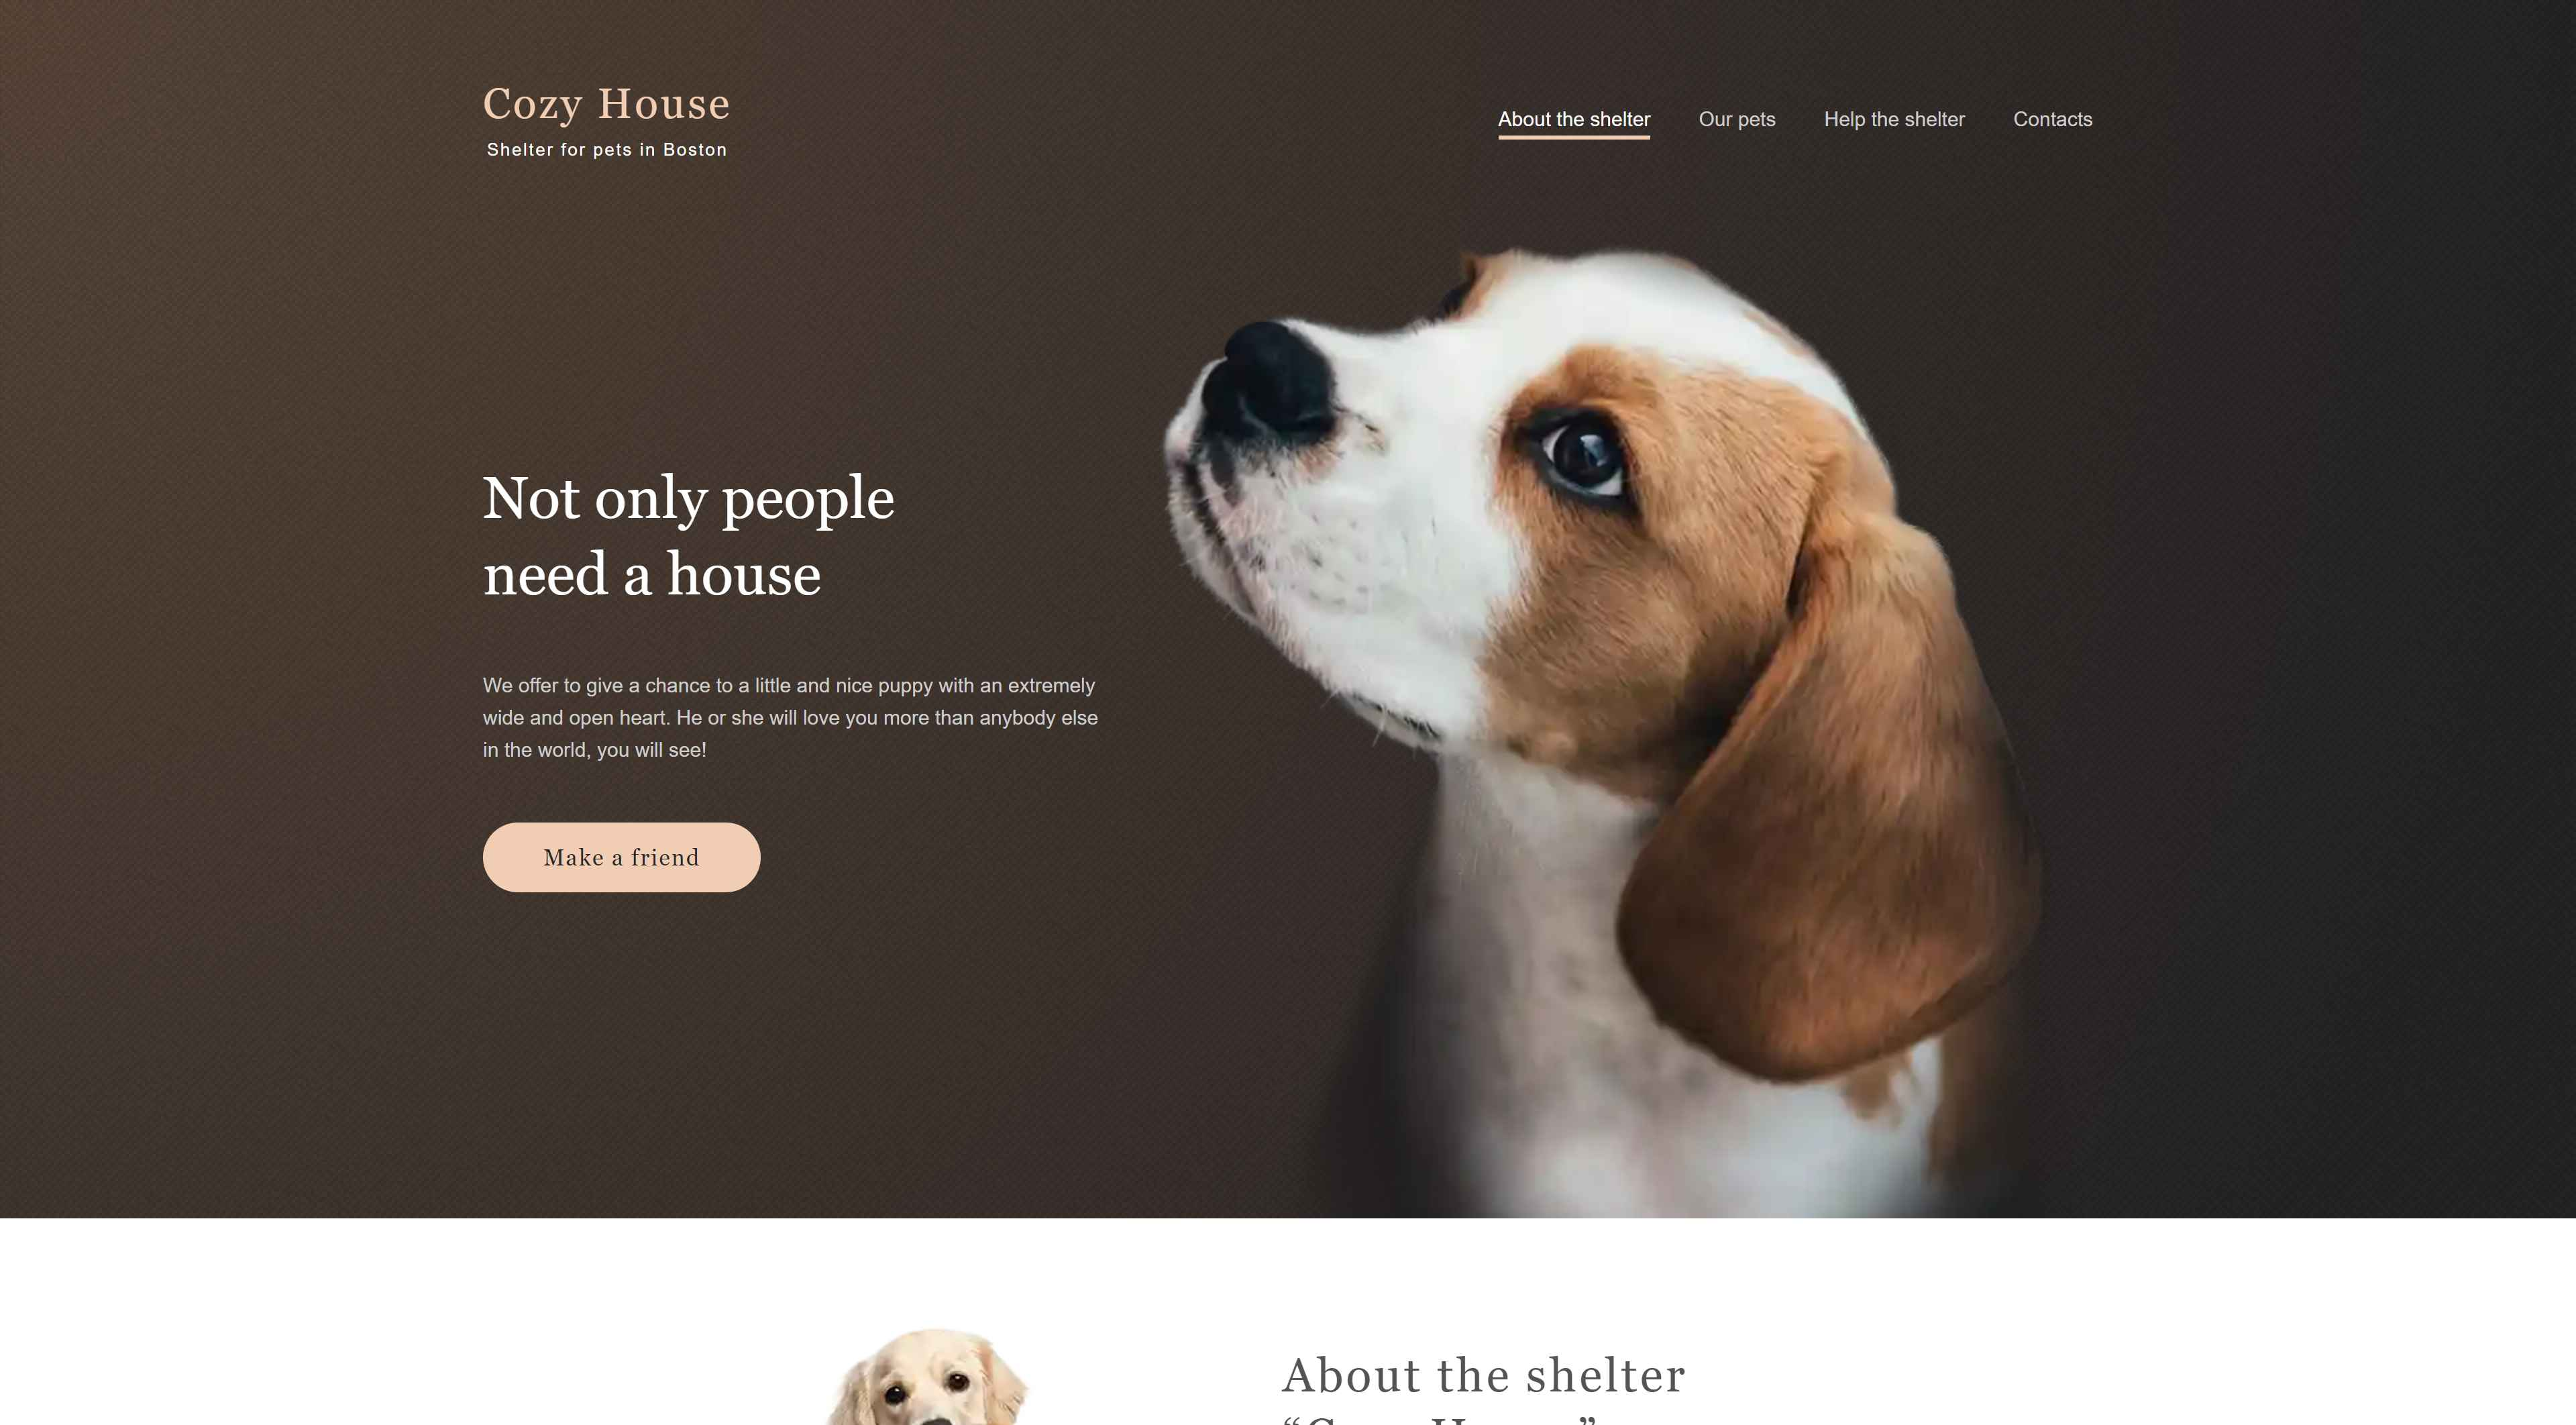 Cozy House
Shelter for pets in Boston
About the shelter
Our pets
Help the shelter
Contacts
Not only people
need a house
We offer to give a chance to a little and nice puppy with an extremely
wide and open heart. He or she will love you more than anybody else
in the world, you will see!
Make a friend
About the shelter
“Cozy House”